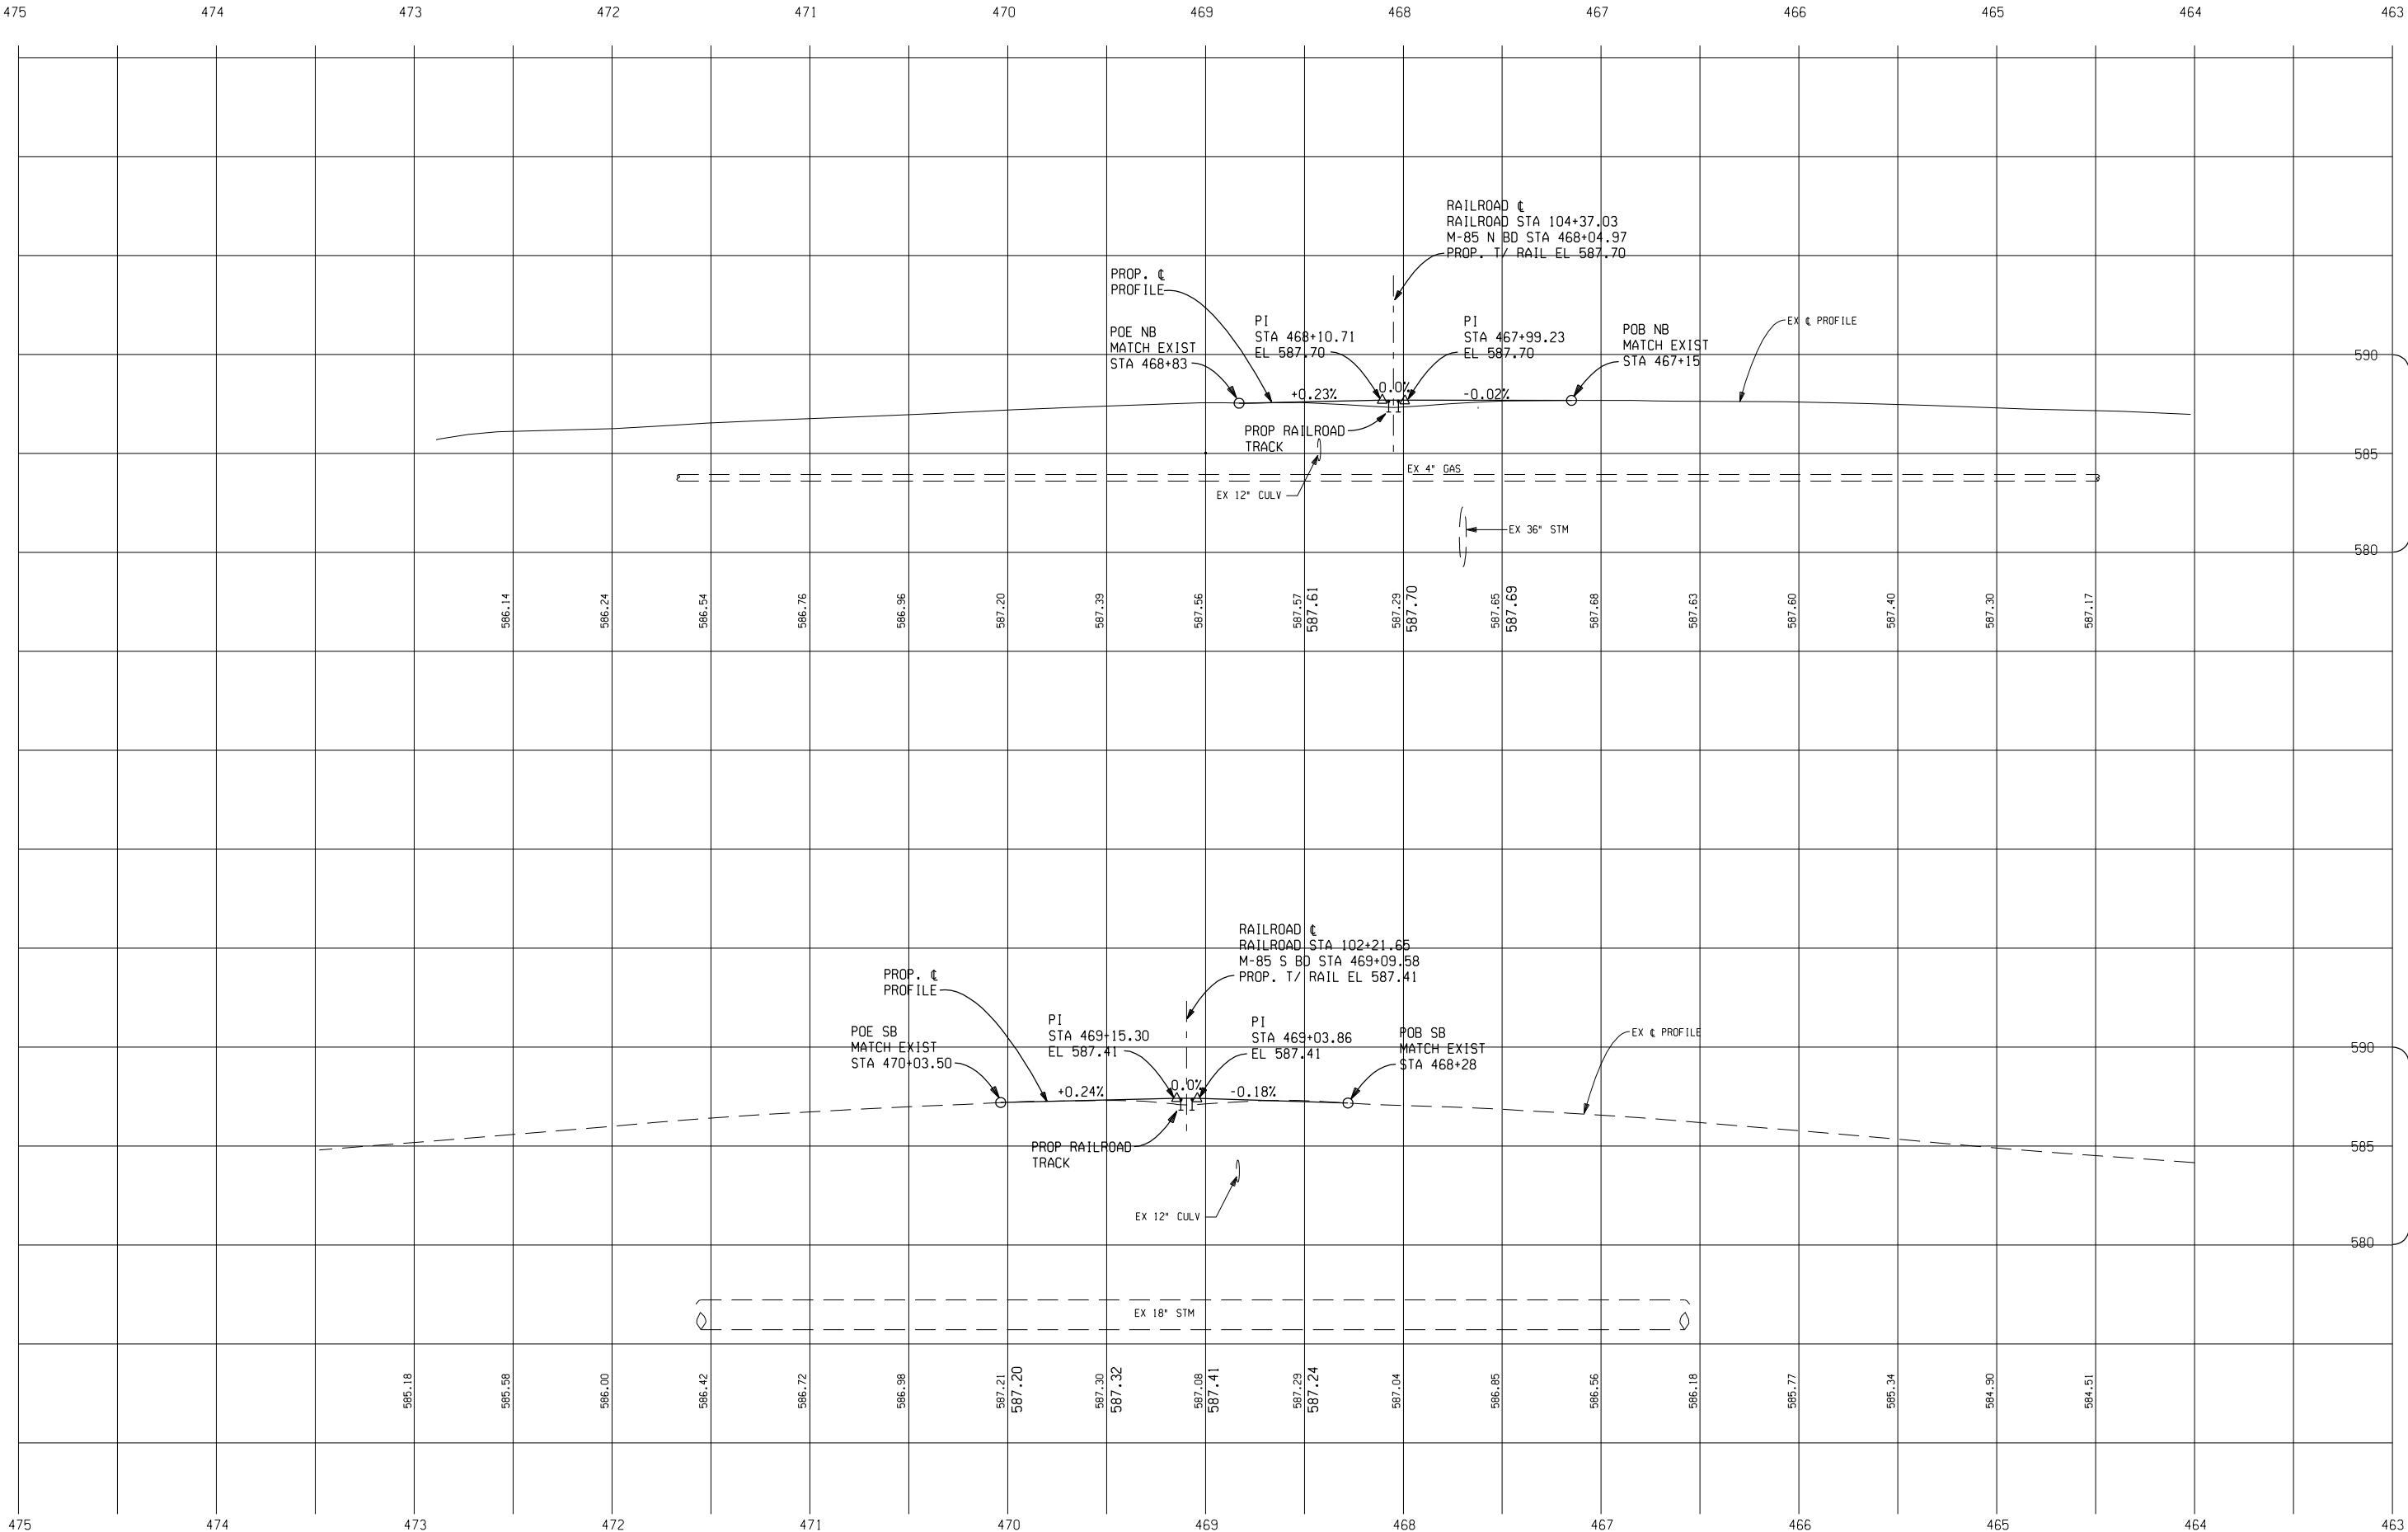 475 474 473 472 471 470 469 468 467 466 465 464 463
RAILROAD ℄
RAILROAD STA 104+37.03
M-85 N BD STA 468+04.97
PROP. T/ RAIL EL 587.70
PROP. ℄
PROFILE
POE NB
MATCH EXIST
STA 468+83
PI
STA 468+10.71
EL 587.70
PI
STA 467+99.23
EL 587.70
POB NB
MATCH EXIST
STA 467+15
EX ℄ PROFILE
590
+0.23%
0.0%
-0.02%
PROP RAILROAD
TRACK
585
EX 4" GAS
EX 12" CULV
EX 36" STM
580
586.14
586.24
586.54
586.76
586.96
587.20
587.39
587.56
587.57
587.61
587.29
587.70
587.65
587.69
587.68
587.63
587.60
587.40
587.30
587.17
RAILROAD ℄
RAILROAD STA 102+21.65
M-85 S BD STA 469+09.58
PROP. T/ RAIL EL 587.41
PROP. ℄
PROFILE
POE SB
MATCH EXIST
STA 470+03.50
PI
STA 469+15.30
EL 587.41
PI
STA 469+03.86
EL 587.41
POB SB
MATCH EXIST
STA 468+28
EX ℄ PROFILE
590
+0.24%
0.0%
-0.18%
PROP RAILROAD
TRACK
585
EX 12" CULV
580
EX 18" STM
585.18
585.58
586.00
586.42
586.72
586.98
587.21
587.20
587.30
587.32
587.08
587.41
587.29
587.24
587.04
586.85
586.56
586.18
585.77
585.34
584.90
584.51
475 474 473 472 471 470 469 468 467 466 465 464 463